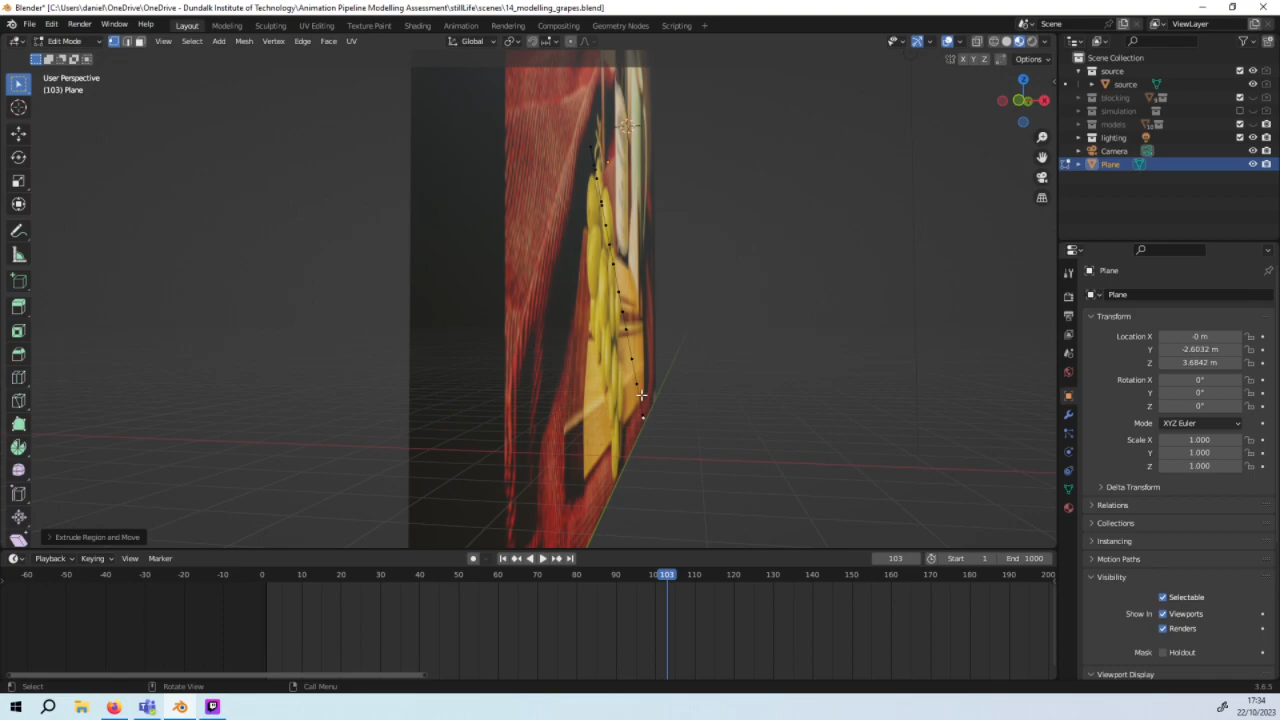 Blender* [C:\Users\daniel\OneDrive\OneDrive - Dundalk Institute of Technology\Animation Pipeline Modelling Assessment\stillLife\scenes\14_modelling_grapes.blend]
File Edit Render Window Help Layout Modeling Sculpting UV Editing Texture Paint Shading Animation Rendering Compositing Geometry Nodes Scripting + Scene ViewLayer
Edit Mode View Select Add Mesh Vertex Edge Face UV Global
X Y Z Options
User Perspective
(103) Plane
Scene Collection
source
source
blocking
simulation
models
lighting
Camera
Plane
Plane
Plane
Transform
Location X -0 m
Y -2.6032 m
Z 3.6842 m
Rotation X 0°
Y 0°
Z 0°
Mode XYZ Euler
Scale X 1.000
Y 1.000
Z 1.000
Delta Transform
Relations
Collections
Instancing
Motion Paths
Visibility
Selectable
Show In Viewports
Renders
Mask Holdout
Viewport Display
Extrude Region and Move
Playback Keying View Marker 103 Start 1 End 1000
-60 -50 -40 -30 -20 -10 0 10 20 30 40 50 60 70 80 90 103 110 120 130 140 150 160 170 180 190 200
Select Rotate View Call Menu 3.6.5
17:34
22/10/2023